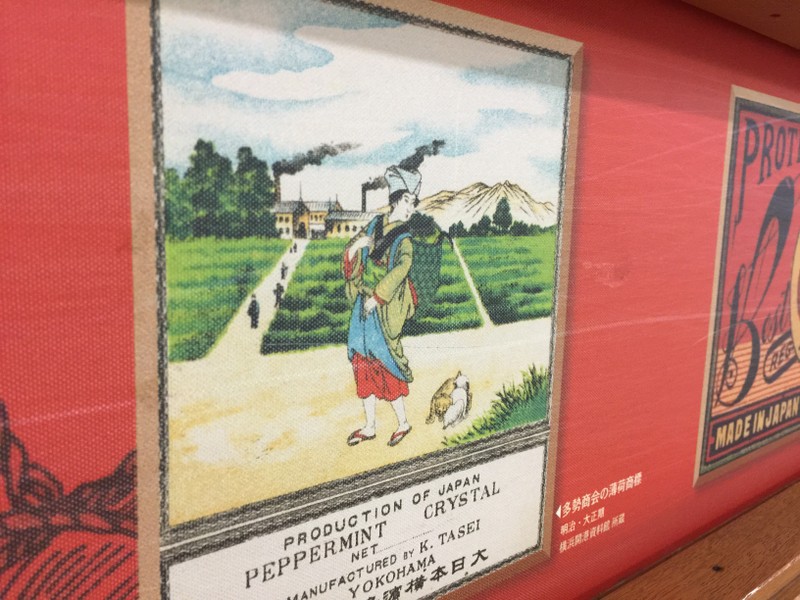 PRODUCTION OF JAPAN
PEPPERMINT CRYSTAL
NET
MANUFACTURED BY K. TASEI
YOKOHAMA
大日本横濱
◀多勢商会の薄荷商標
明治・大正期
横浜開港資料館 所蔵
Best
REG
MADE IN JAPAN